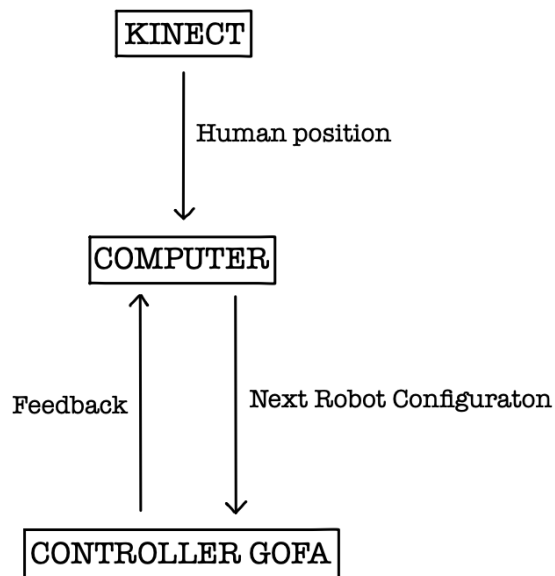 KINECT
Human position
COMPUTER
Feedback
Next Robot Configuraton
CONTROLLER GOFA